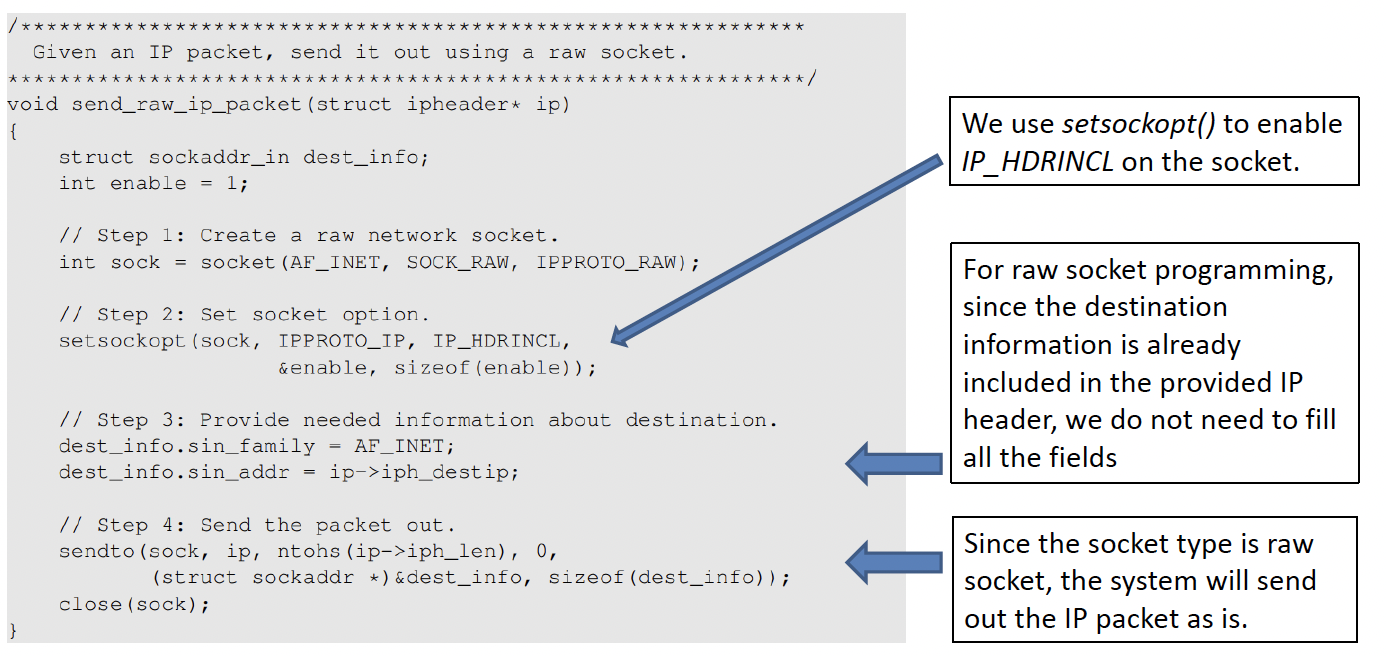 /*************************************************************
  Given an IP packet, send it out using a raw socket.
**************************************************************/
void send_raw_ip_packet(struct ipheader* ip)
{
    struct sockaddr_in dest_info;
    int enable = 1;

    // Step 1: Create a raw network socket.
    int sock = socket(AF_INET, SOCK_RAW, IPPROTO_RAW);

    // Step 2: Set socket option.
    setsockopt(sock, IPPROTO_IP, IP_HDRINCL,
                     &enable, sizeof(enable));

    // Step 3: Provide needed information about destination.
    dest_info.sin_family = AF_INET;
    dest_info.sin_addr = ip->iph_destip;

    // Step 4: Send the packet out.
    sendto(sock, ip, ntohs(ip->iph_len), 0,
           (struct sockaddr *)&dest_info, sizeof(dest_info));
    close(sock);
}
We use setsockopt() to enable
IP_HDRINCL on the socket.
For raw socket programming,
since the destination
information is already
included in the provided IP
header, we do not need to fill
all the fields
Since the socket type is raw
socket, the system will send
out the IP packet as is.